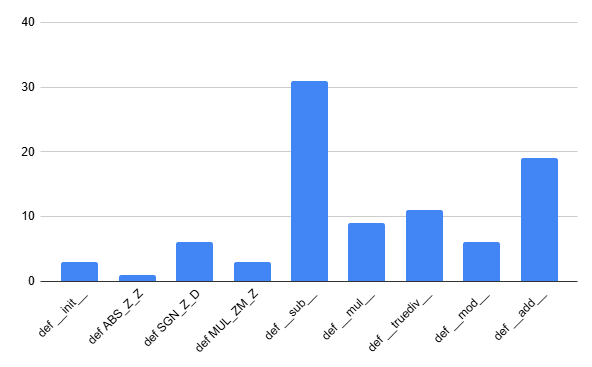 40
30
20
10
0
def __init__
def ABS_Z_Z
def SGN_Z_D
def MUL_ZM_Z
def __sub__
def __mul__
def __truediv__
def __mod__
def __add__